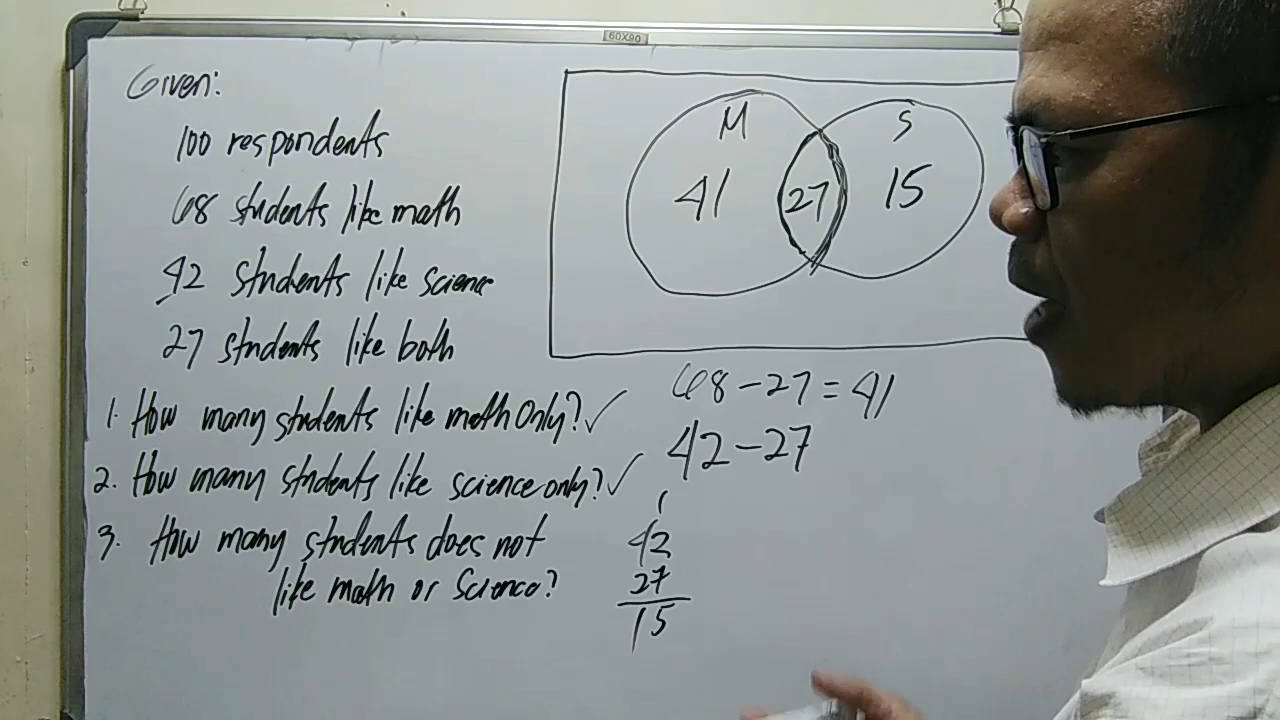 60X90
Given:
100 respondents
68 students like math
42 students like science
27 students like both
1. How many students like math only? ✓
2. How many students like science only? ✓
3. How many students does not
like math or science?
M
S
41
27
15
68-27=41
42-27
1
42
27
15